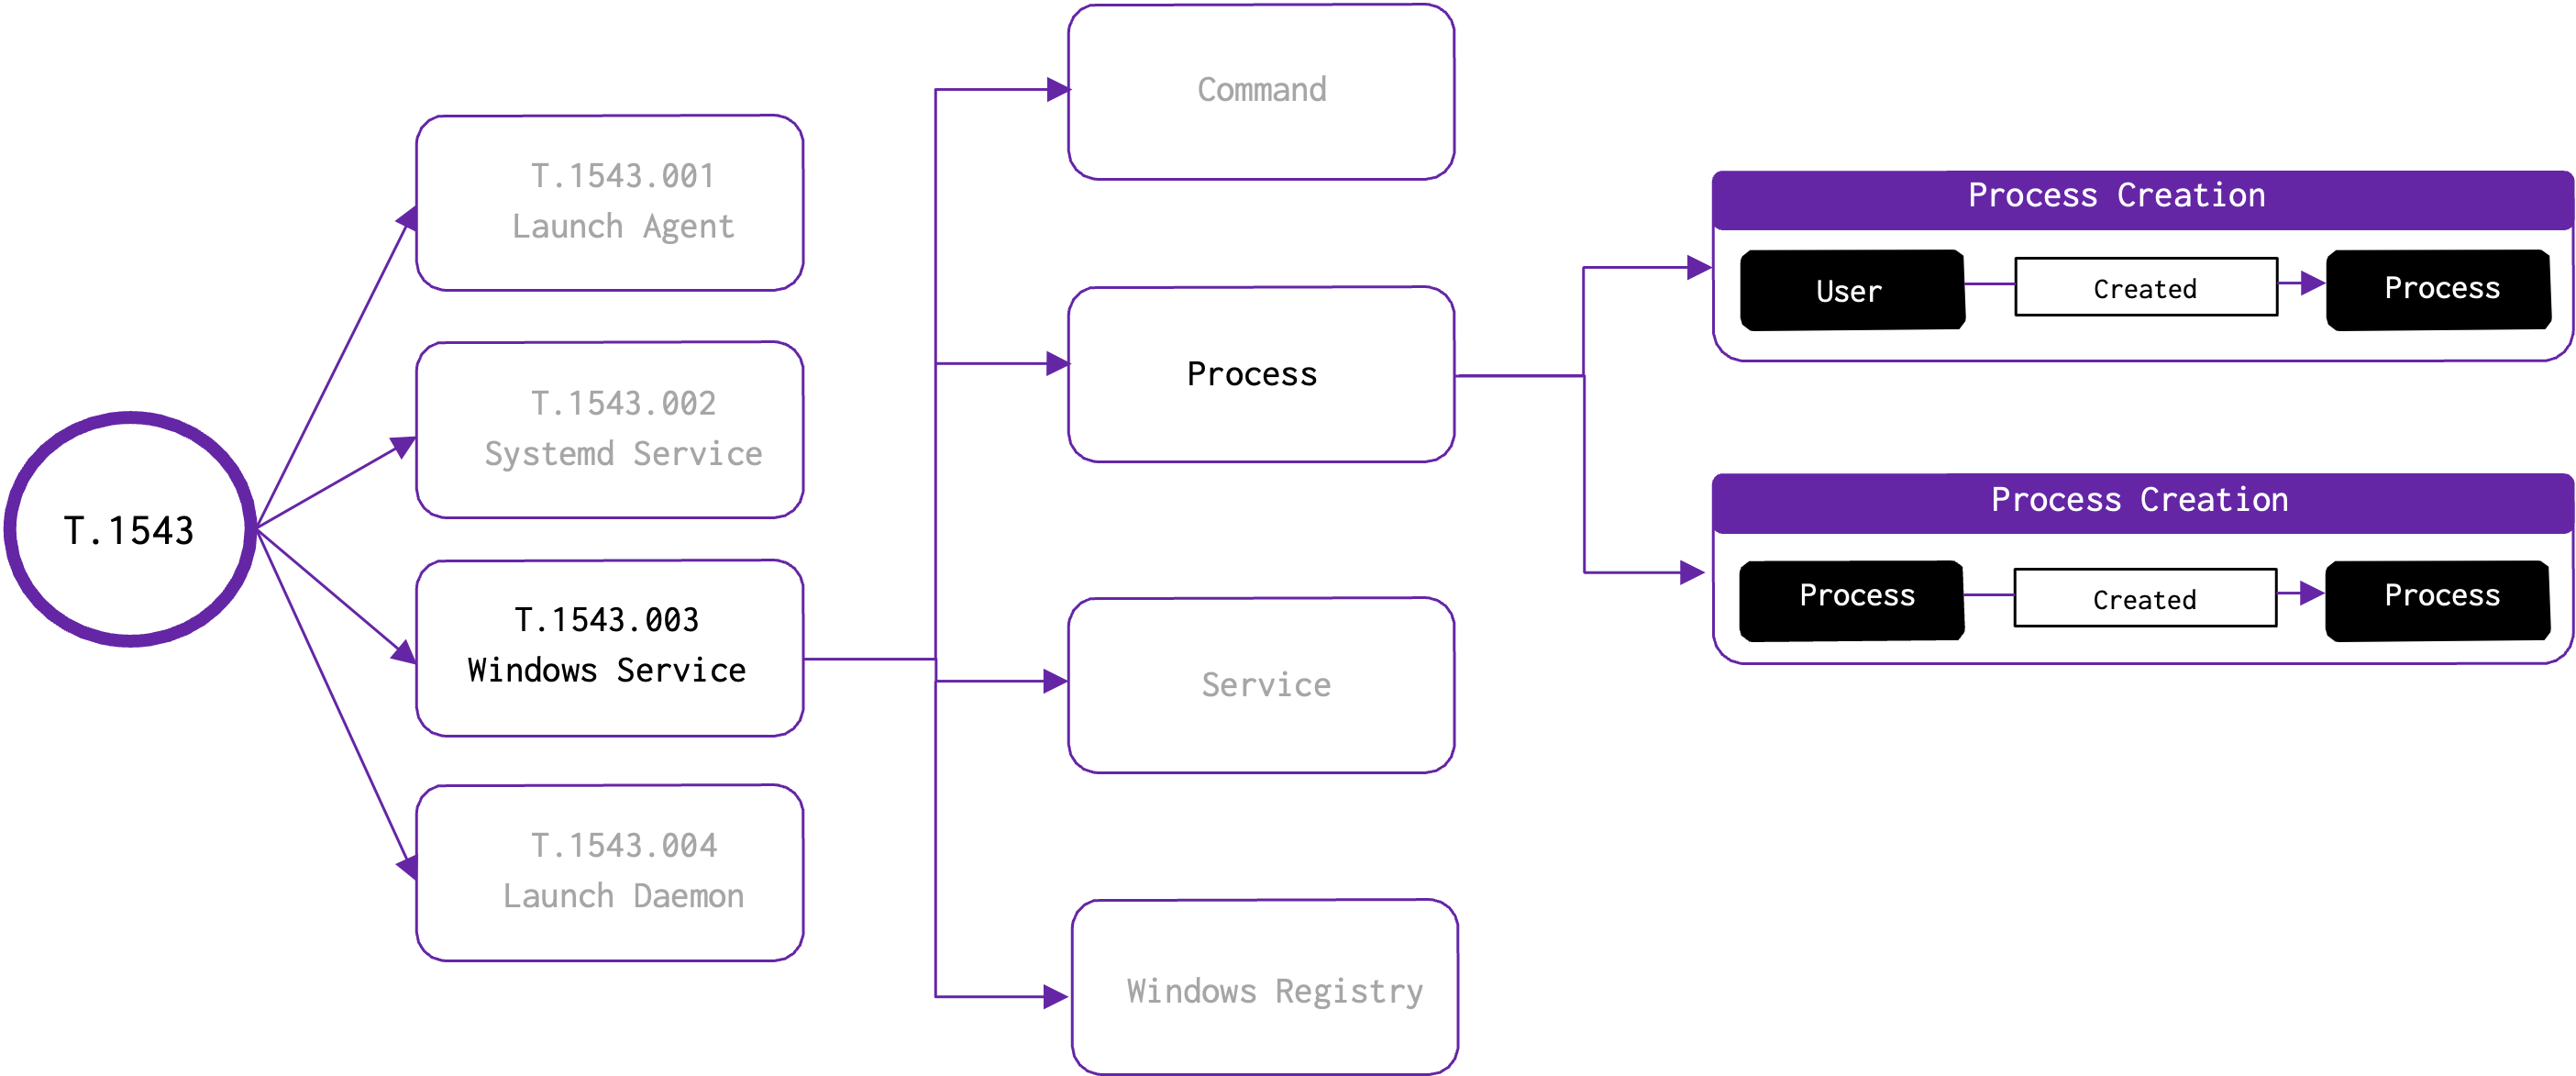 T.1543
T.1543.001
Launch Agent
T.1543.002
Systemd Service
T.1543.003
Windows Service
T.1543.004
Launch Daemon
Command
Process
Service
Windows Registry
Process Creation
User
Created
Process
Process Creation
Process
Created
Process